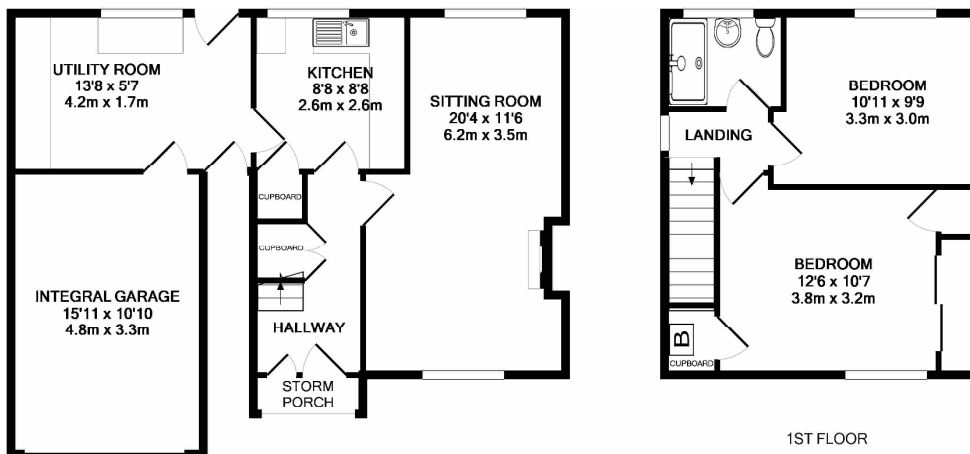 UTILITY ROOM
13'8 x 5'7
4.2m x 1.7m
KITCHEN
8'8 x 8'8
2.6m x 2.6m
SITTING ROOM
20'4 x 11'6
6.2m x 3.5m
CUPBOARD
CUPBOARD
INTEGRAL GARAGE
15'11 x 10'10
4.8m x 3.3m
HALLWAY
STORM
PORCH
BEDROOM
10'11 x 9'9
3.3m x 3.0m
LANDING
BEDROOM
12'6 x 10'7
3.8m x 3.2m
B
CUPBOARD
1ST FLOOR